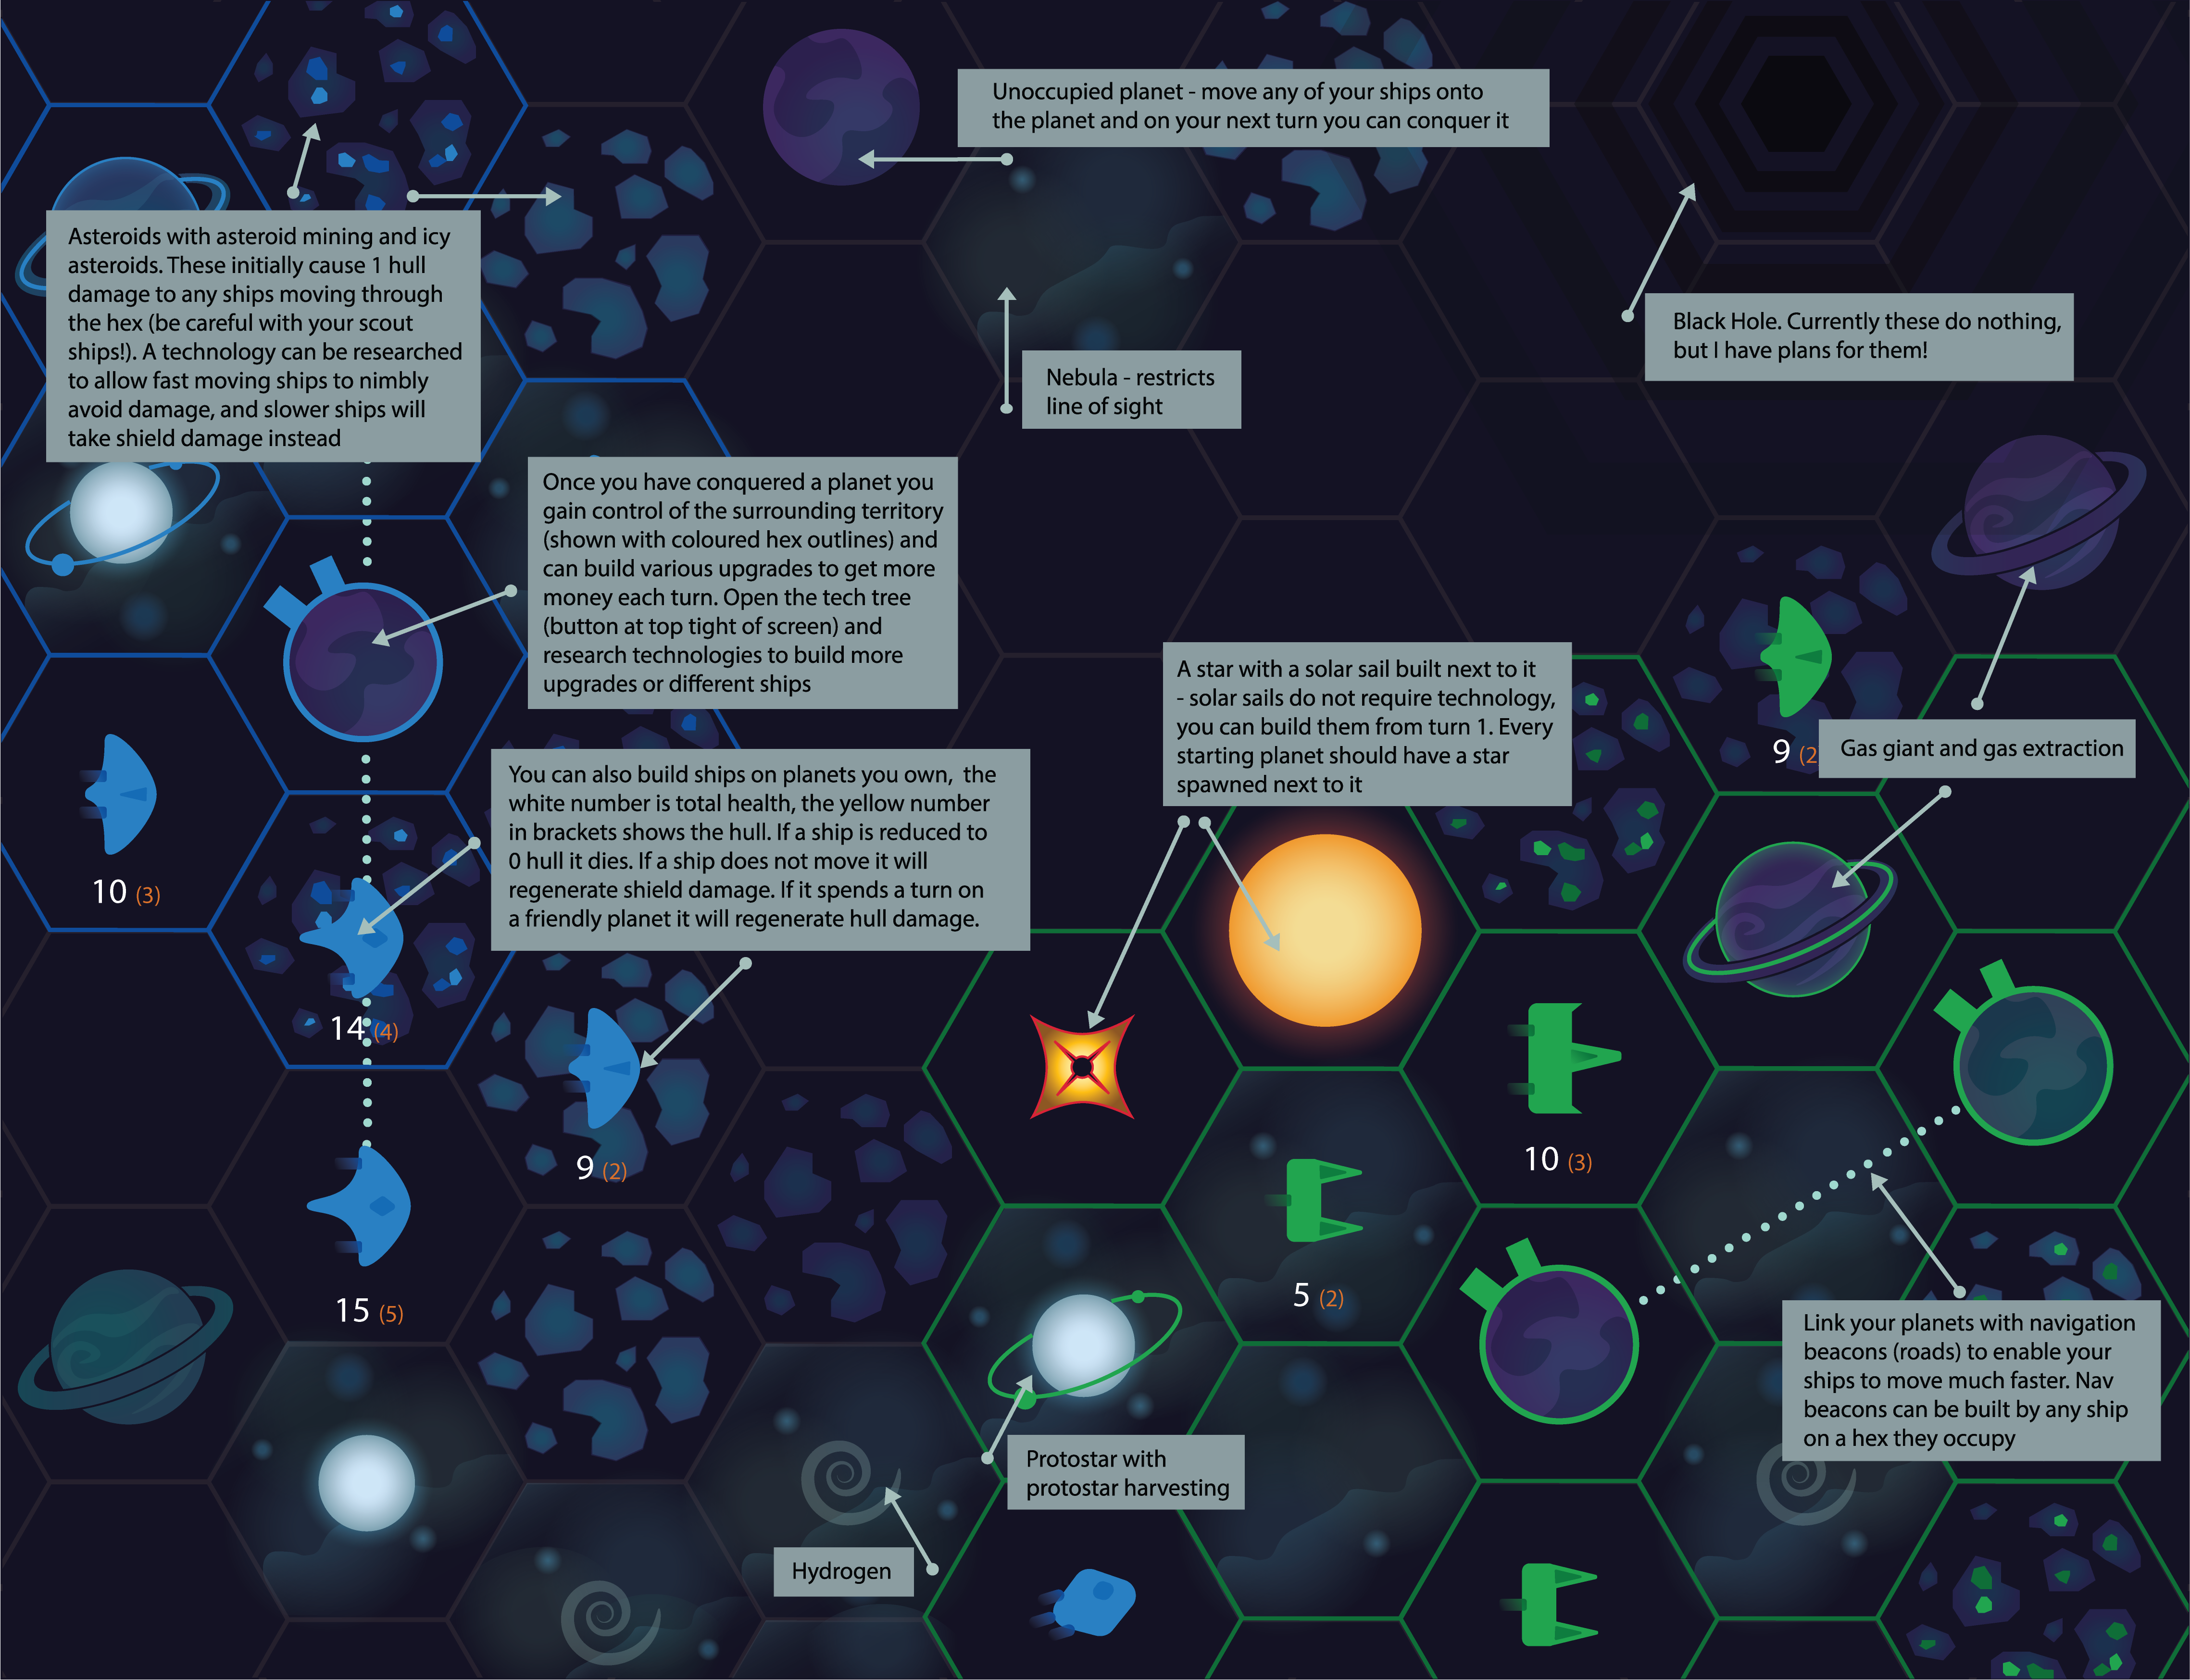 Unoccupied planet - move any of your ships onto
the planet and on your next turn you can conquer it
Asteroids with asteroid mining and icy
asteroids. These initially cause 1 hull
damage to any ships moving through
the hex (be careful with your scout
ships!). A technology can be researched
to allow fast moving ships to nimbly
avoid damage, and slower ships will
take shield damage instead
Black Hole. Currently these do nothing,
but I have plans for them!
Nebula - restricts
line of sight
Once you have conquered a planet you
gain control of the surrounding territory
(shown with coloured hex outlines) and
can build various upgrades to get more
money each turn. Open the tech tree
(button at top tight of screen) and
research technologies to build more
upgrades or different ships
A star with a solar sail built next to it
- solar sails do not require technology,
you can build them from turn 1. Every
starting planet should have a star
spawned next to it
9 (2
Gas giant and gas extraction
You can also build ships on planets you own,  the
white number is total health, the yellow number
in brackets shows the hull. If a ship is reduced to
0 hull it dies. If a ship does not move it will
regenerate shield damage. If it spends a turn on
a friendly planet it will regenerate hull damage.
10 (3)
14 (4)
9 (2)
10 (3)
5 (2)
15 (5)
Link your planets with navigation
beacons (roads) to enable your
ships to move much faster. Nav
beacons can be built by any ship
on a hex they occupy
Protostar with
protostar harvesting
Hydrogen